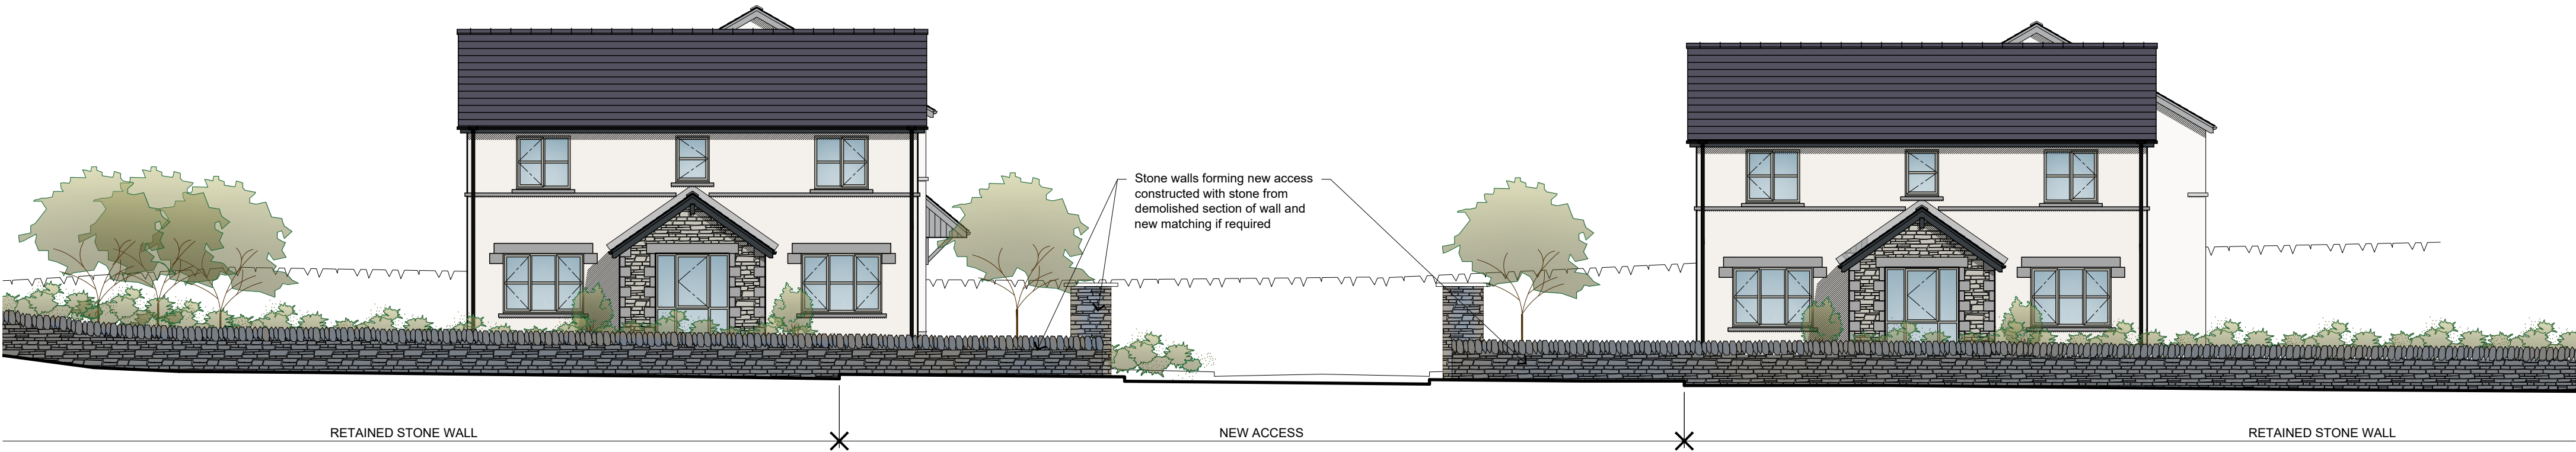 Stone walls forming new access
constructed with stone from
demolished section of wall and
new matching if required
RETAINED STONE WALL
NEW ACCESS
RETAINED STONE WALL